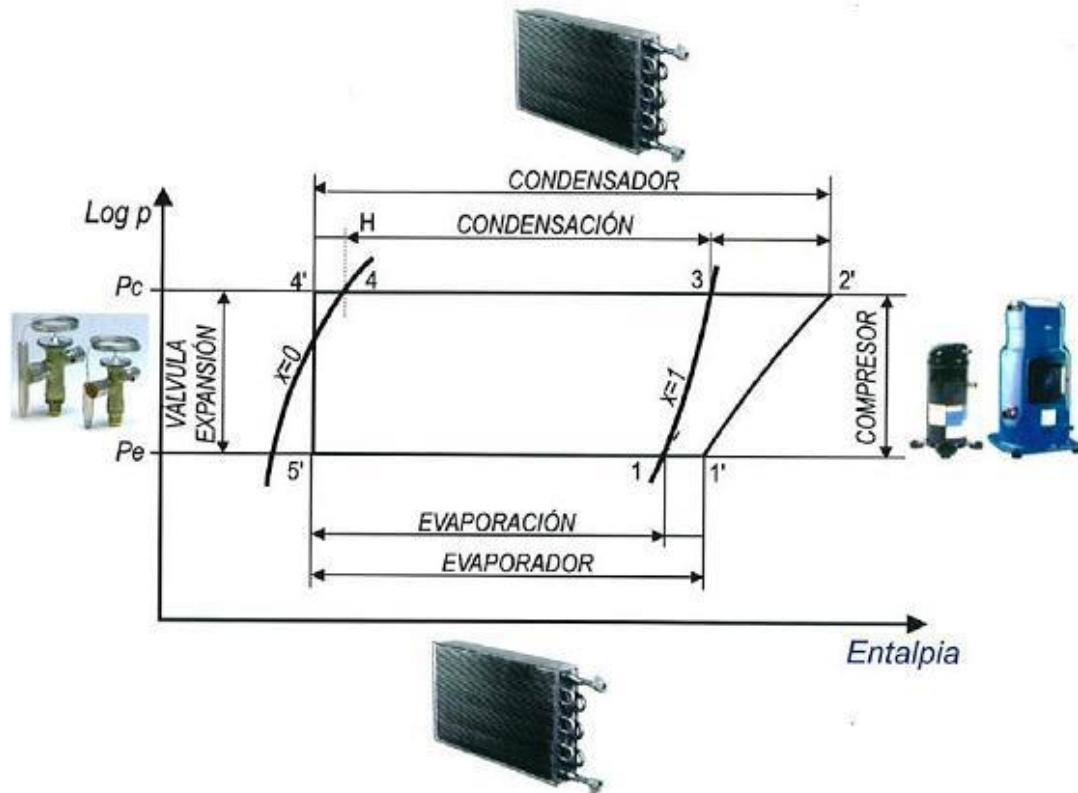 CONDENSADOR
Log p
H
CONDENSACIÓN
Pc
4'
4
3
2'
VALVULA
EXPANSIÓN
x=0
x=1
COMPRESOR
Pe
5'
1
1'
EVAPORACIÓN
EVAPORADOR
Entalpia